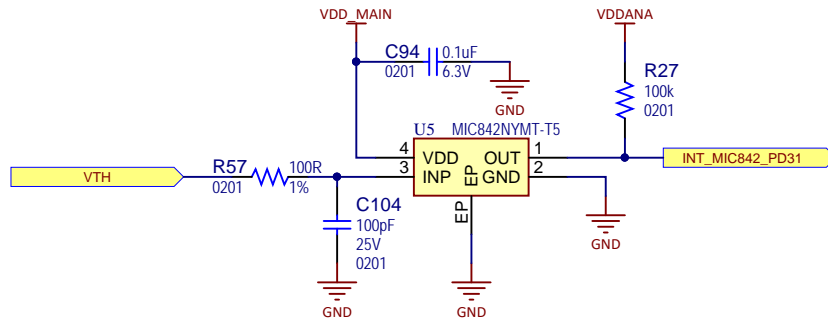 VDD_MAIN
VDDANA
C94 0.1uF
0201 6.3V
GND
R27
100k
0201
U5 MIC842NYMT-T5
4 VDD OUT 1
3 INP EP GND 2
EP
INT_MIC842_PD31
VTH
R57 100R
0201 1%
C104
100pF
25V
0201
GND
GND
GND